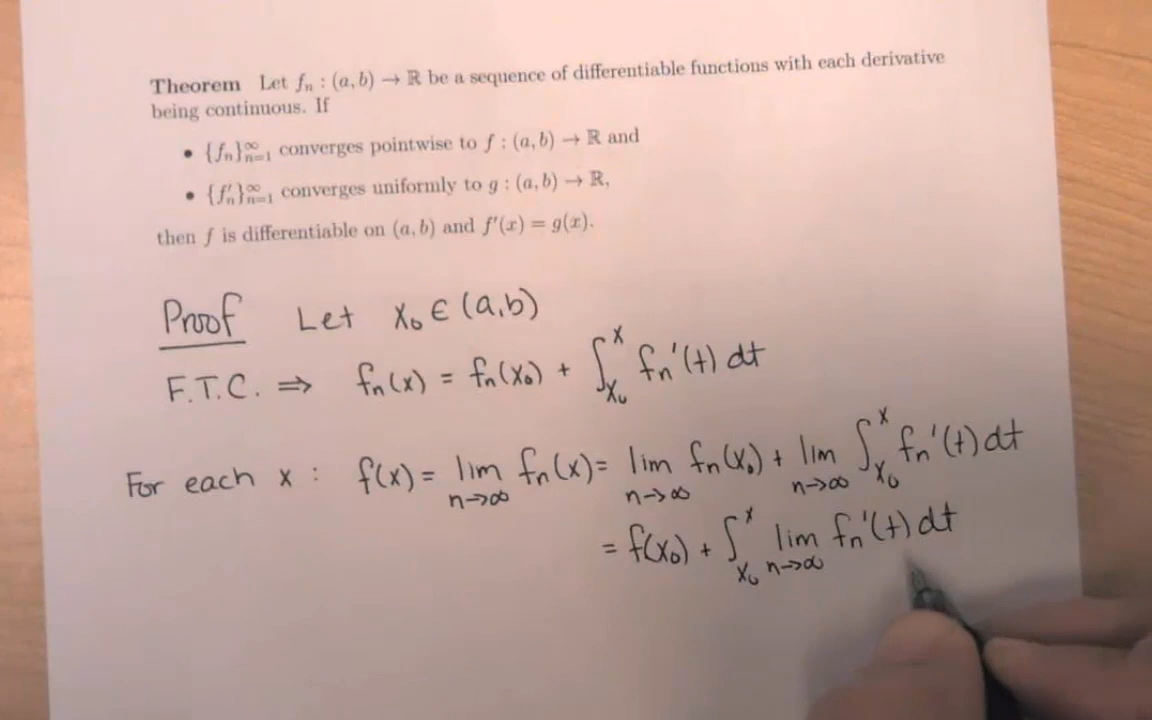 Theorem Let fₙ : (a, b) → ℝ be a sequence of differentiable functions with each derivative
being continuous. If
• {fₙ}ₙ₌₁^∞ converges pointwise to f : (a, b) → ℝ and
• {fₙ′}ₙ₌₁^∞ converges uniformly to g : (a, b) → ℝ,
then f is differentiable on (a, b) and f′(x) = g(x).
Proof Let x₀ ∈ (a,b)
F.T.C. ⇒ fₙ(x) = fₙ(x₀) + ∫_{x₀}^{x} fₙ'(t) dt
For each x : f(x) = lim_{n→∞} fₙ(x) = lim_{n→∞} fₙ(x₀) + lim_{n→∞} ∫_{x₀}^{x} fₙ'(t) dt
= f(x₀) + ∫_{x₀}^{x} lim_{n→∞} fₙ'(t) dt